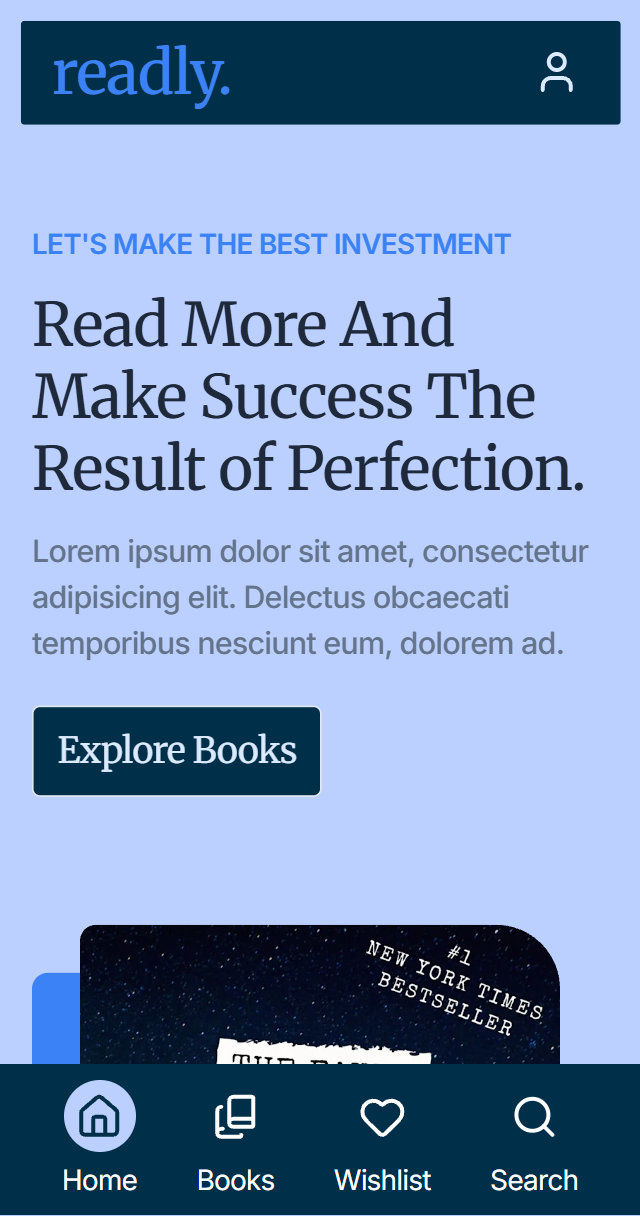 readly.
LET'S MAKE THE BEST INVESTMENT
Read More And
Make Success The
Result of Perfection.
Lorem ipsum dolor sit amet, consectetur
adipisicing elit. Delectus obcaecati
temporibus nesciunt eum, dolorem ad.
Explore Books
#1
NEW YORK TIMES
BESTSELLER
THE
Home
Books
Wishlist
Search